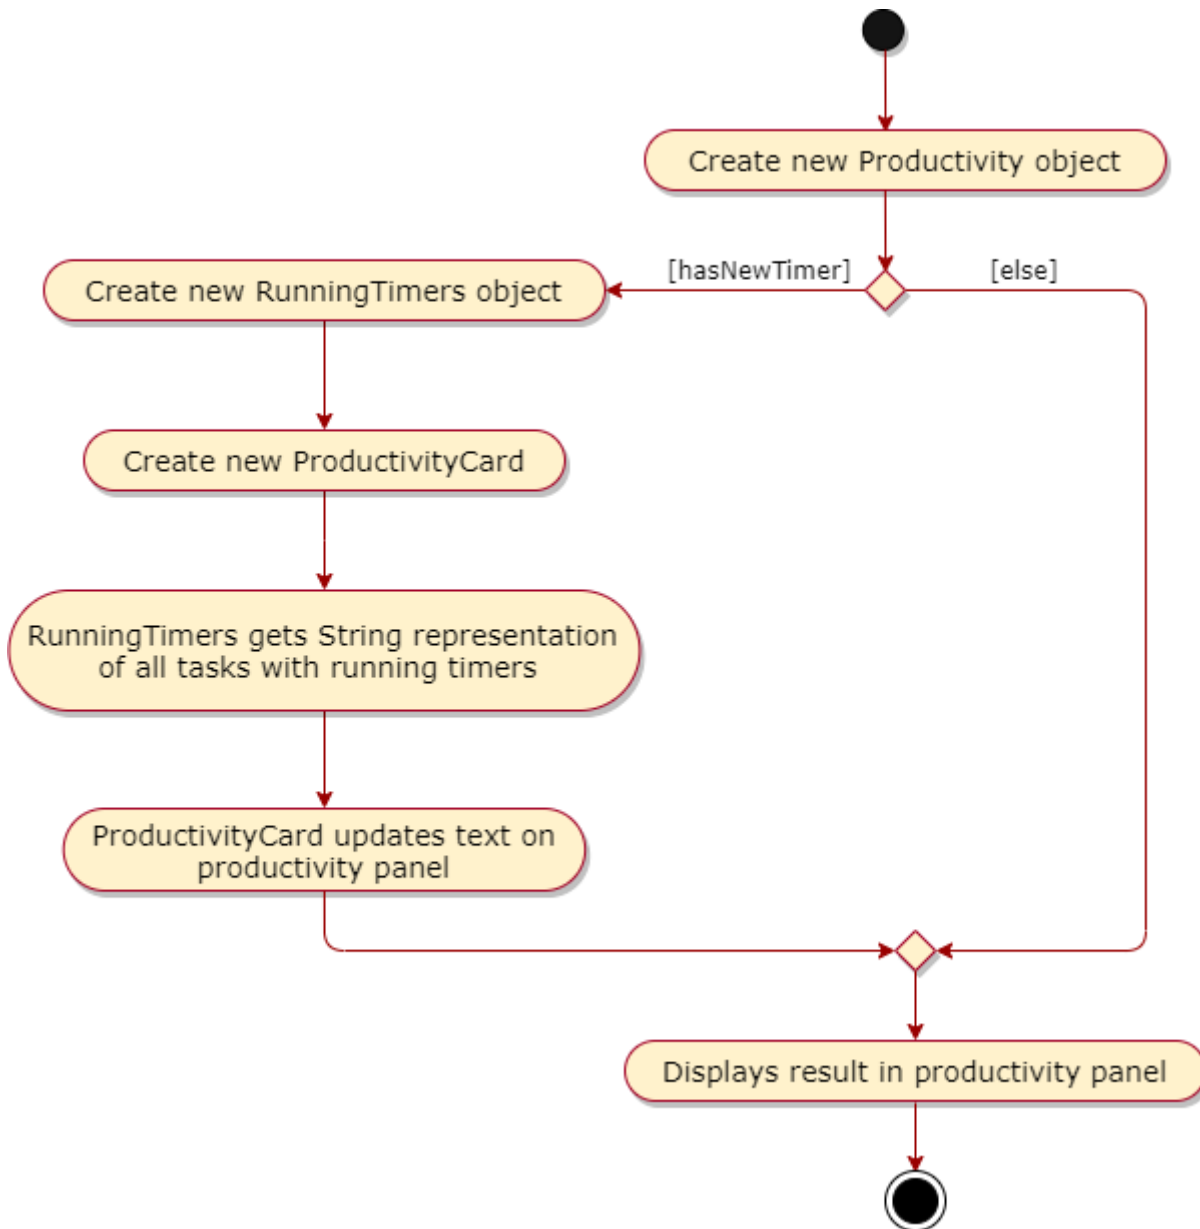 Create new Productivity object
[hasNewTimer]
[else]
Create new RunningTimers object
Create new ProductivityCard
RunningTimers gets String representation
of all tasks with running timers
ProductivityCard updates text on
productivity panel
Displays result in productivity panel